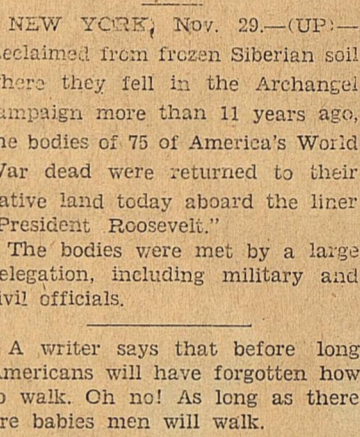 NEW YORK, Nov. 29.—(UP)—
eclaimed from frozen Siberian soil
here they fell in the Archangel
ampaign more than 11 years ago,
he bodies of 75 of America's World
Var dead were returned to their
ative land today aboard the liner
President Roosevelt."
The bodies were met by a large
elegation, including military and
ivil officials.
A writer says that before long
mericans will have forgotten how
o walk. Oh no! As long as there
re babies men will walk.